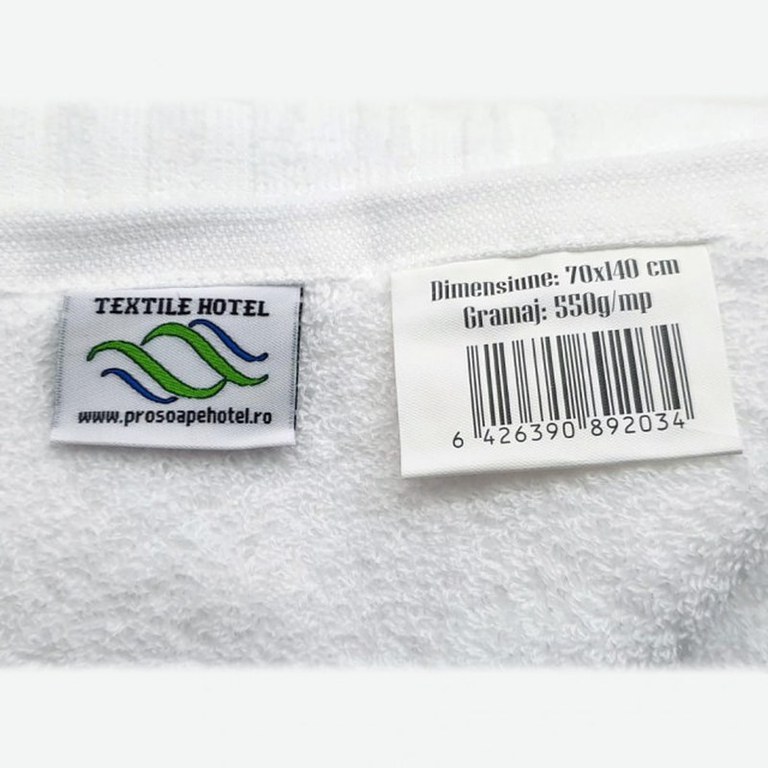 TEXTILE HOTEL
www.prosoapehotel.ro
Dimensiune: 70x140 cm
Gramaj: 550g/mp
6 426390 892034